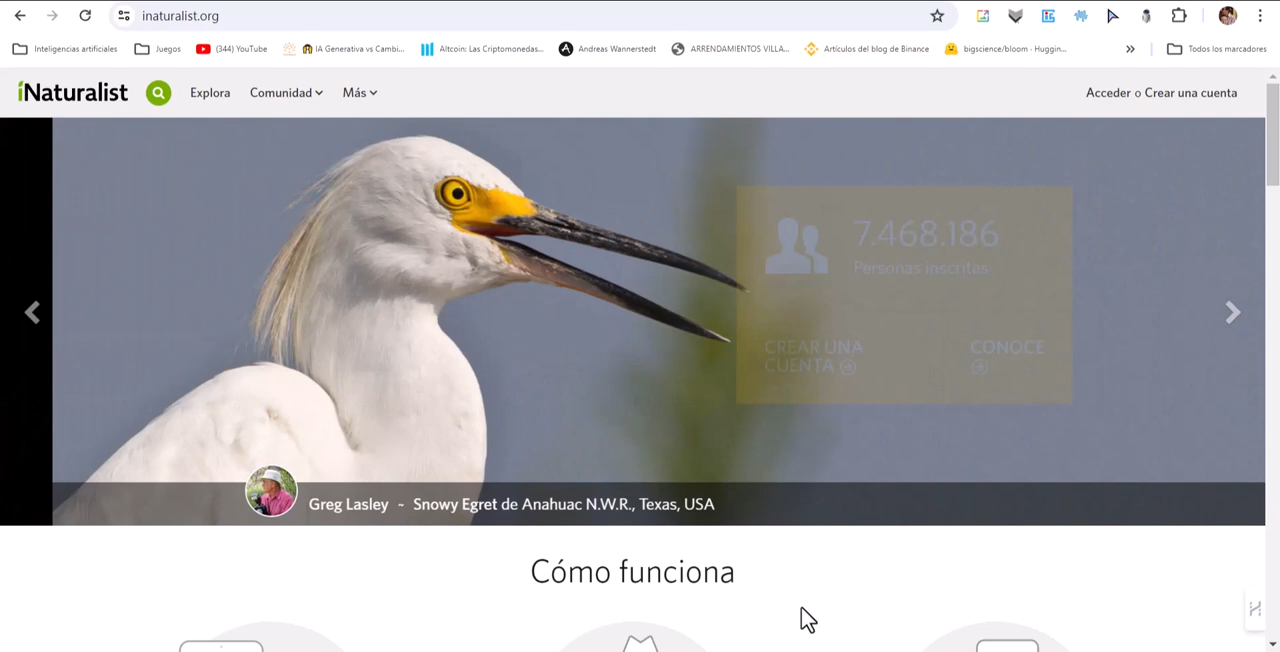 inaturalist.org
Inteligencias artificiales
Juegos
(344) YouTube
IA Generativa vs Cambi...
Altcoin: Las Criptomonedas...
Andreas Wannerstedt
ARRENDAMIENTOS VILLA...
Artículos del blog de Binance
bigscience/bloom · Huggin...
Todos los marcadores
iNaturalist
Explora
Comunidad
Más
Acceder o Crear una cuenta
7.468.186
Personas inscritas
CREAR UNA
CUENTA
CONOCE
Greg Lasley ~ Snowy Egret de Anahuac N.W.R., Texas, USA
Cómo funciona